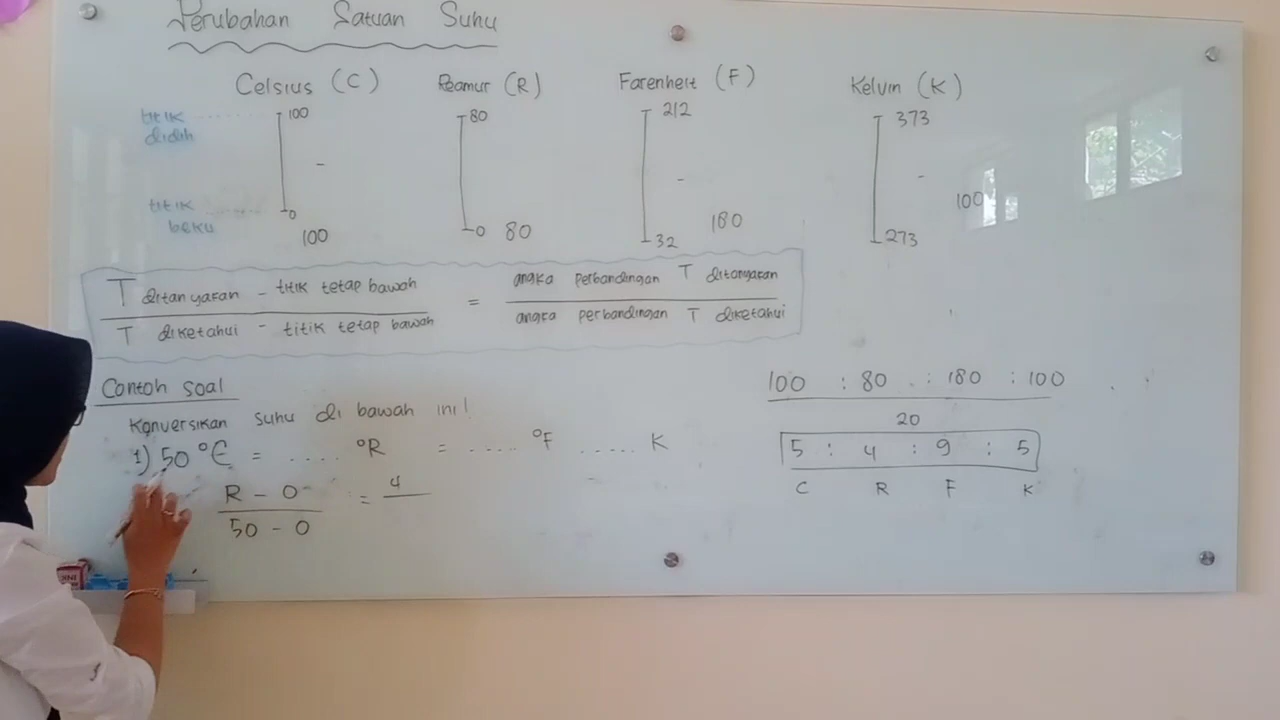 Perubahan Satuan Suhu
Celsius (C) Reamur (R) Farenheit (F) Kelvin (K)
titik didih 100 80 212 373
- - -
titik beku 0 0 32 273
100 80 180 100
T ditanyakan - titik tetap bawah = angka perbandingan T ditanyakan
T diketahui - titik tetap bawah angka perbandingan T diketahui
Contoh soal
Konversikan suhu di bawah ini!
1) 50 °C = .... °R = ..... °F ..... K
R - 0 = 4
50 - 0
100 : 80 : 180 : 100
20
5 : 4 : 9 : 5
C R F K